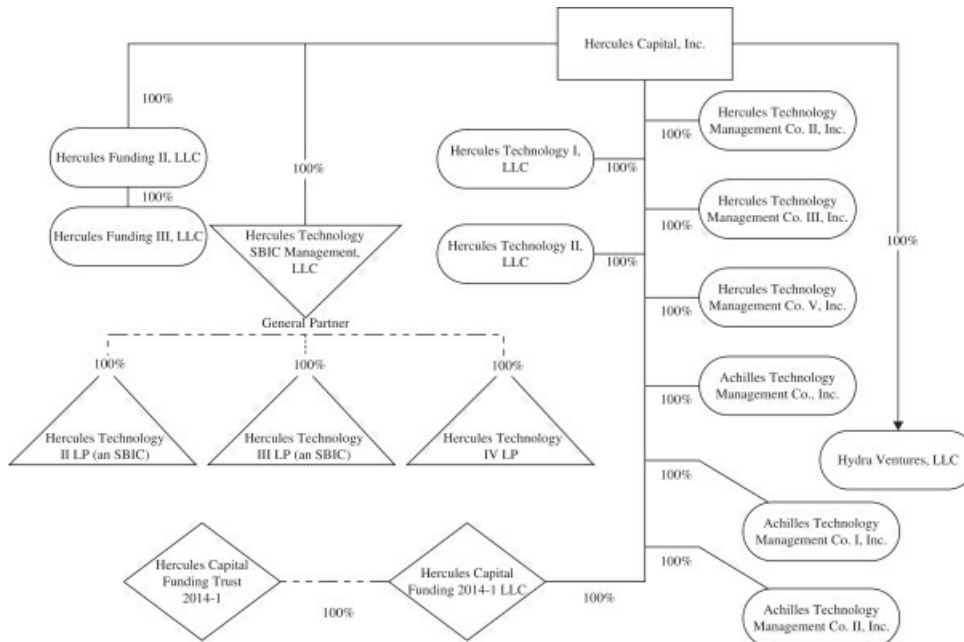 Hercules Capital, Inc.
100%
Hercules Funding II, LLC
100%
Hercules Funding III, LLC
100%
Hercules Technology
SBIC Management,
LLC
General Partner
100%
100%
100%
Hercules Technology
II LP (an SBIC)
Hercules Technology
III LP (an SBIC)
Hercules Technology
IV LP
Hercules Technology I,
LLC
100%
Hercules Technology II,
LLC
100%
Hercules Technology
Management Co. II, Inc.
100%
Hercules Technology
Management Co. III, Inc.
100%
Hercules Technology
Management Co. V, Inc.
100%
Achilles Technology
Management Co., Inc.
100%
100%
Hydra Ventures, LLC
100%
Achilles Technology
Management Co. I, Inc.
100%
Achilles Technology
Management Co. II, Inc.
Hercules Capital
Funding Trust
2014-1
100%
Hercules Capital
Funding 2014-1 LLC
100%